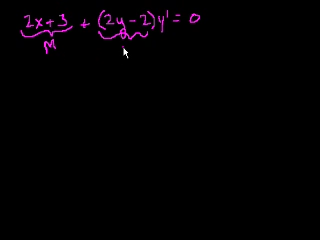 2x+3 + (2y-2)y' = 0
M